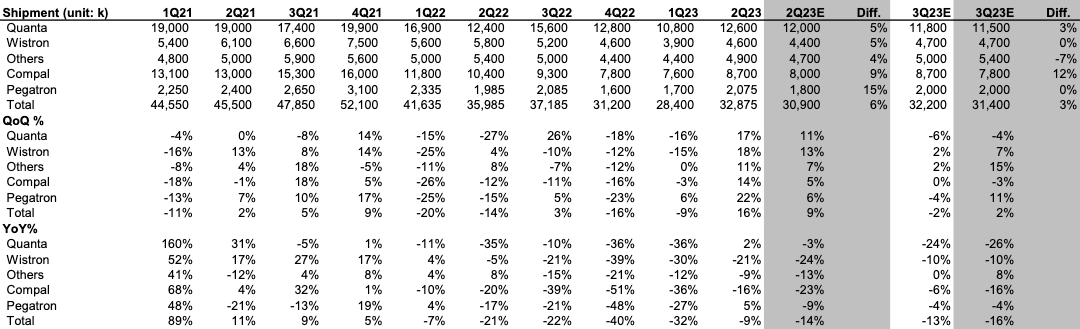 Shipment (unit: k) 1Q21 2Q21 3Q21 4Q21 1Q22 2Q22 3Q22 4Q22 1Q23 2Q23 2Q23E Diff. 3Q23E 3Q23E Diff.
Quanta 19,000 19,000 17,400 19,900 16,900 12,400 15,600 12,800 10,800 12,600 12,000 5% 11,800 11,500 3%
Wistron 5,400 6,100 6,600 7,500 5,600 5,800 5,200 4,600 3,900 4,600 4,400 5% 4,700 4,700 0%
Others 4,800 5,000 5,900 5,600 5,000 5,400 5,000 4,400 4,400 4,900 4,700 4% 5,000 5,400 -7%
Compal 13,100 13,000 15,300 16,000 11,800 10,400 9,300 7,800 7,600 8,700 8,000 9% 8,700 7,800 12%
Pegatron 2,250 2,400 2,650 3,100 2,335 1,985 2,085 1,600 1,700 2,075 1,800 15% 2,000 2,000 0%
Total 44,550 45,500 47,850 52,100 41,635 35,985 37,185 31,200 28,400 32,875 30,900 6% 32,200 31,400 3%
QoQ %
Quanta -4% 0% -8% 14% -15% -27% 26% -18% -16% 17% 11% -6% -4%
Wistron -16% 13% 8% 14% -25% 4% -10% -12% -15% 18% 13% 2% 7%
Others -8% 4% 18% -5% -11% 8% -7% -12% 0% 11% 7% 2% 15%
Compal -18% -1% 18% 5% -26% -12% -11% -16% -3% 14% 5% 0% -3%
Pegatron -13% 7% 10% 17% -25% -15% 5% -23% 6% 22% 6% -4% 11%
Total -11% 2% 5% 9% -20% -14% 3% -16% -9% 16% 9% -2% 2%
YoY%
Quanta 160% 31% -5% 1% -11% -35% -10% -36% -36% 2% -3% -24% -26%
Wistron 52% 17% 27% 17% 4% -5% -21% -39% -30% -21% -24% -10% -10%
Others 41% -12% 4% 8% 4% 8% -15% -21% -12% -9% -13% 0% 8%
Compal 68% 4% 32% 1% -10% -20% -39% -51% -36% -16% -23% -6% -16%
Pegatron 48% -21% -13% 19% 4% -17% -21% -48% -27% 5% -9% -4% -4%
Total 89% 11% 9% 5% -7% -21% -22% -40% -32% -9% -14% -13% -16%